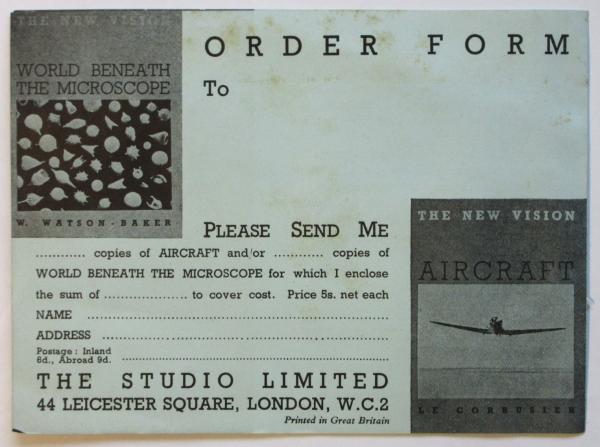 THE NEW VISION
WORLD BENEATH
THE MICROSCOPE
W. WATSON-BAKER
ORDER FORM
To
PLEASE SEND ME
............ copies of AIRCRAFT and/or ............ copies of
WORLD BENEATH THE MICROSCOPE for which I enclose
the sum of .................... to cover cost. Price 5s. net each
NAME
ADDRESS
Postage: Inland
6d., Abroad 9d.
THE STUDIO LIMITED
44 LEICESTER SQUARE, LONDON, W.C.2
Printed in Great Britain
THE NEW VISION
AIRCRAFT
LE CORBUSIER